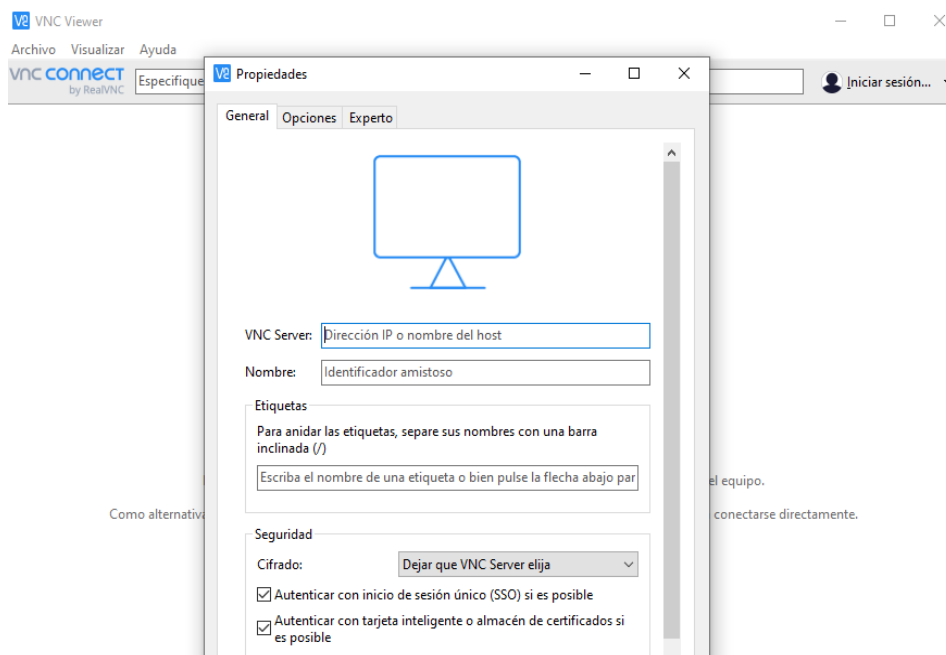 VNC Viewer
Archivo Visualizar Ayuda
vnc connect
by RealVNC
Especifique
Iniciar sesión...
Propiedades
General Opciones Experto
VNC Server: Dirección IP o nombre del host
Nombre: Identificador amistoso
Etiquetas
Para anidar las etiquetas, separe sus nombres con una barra
inclinada (/)
Escriba el nombre de una etiqueta o bien pulse la flecha abajo par
el equipo.
Como alternativa
conectarse directamente.
Seguridad
Cifrado: Dejar que VNC Server elija
Autenticar con inicio de sesión único (SSO) si es posible
Autenticar con tarjeta inteligente o almacén de certificados si
es posible